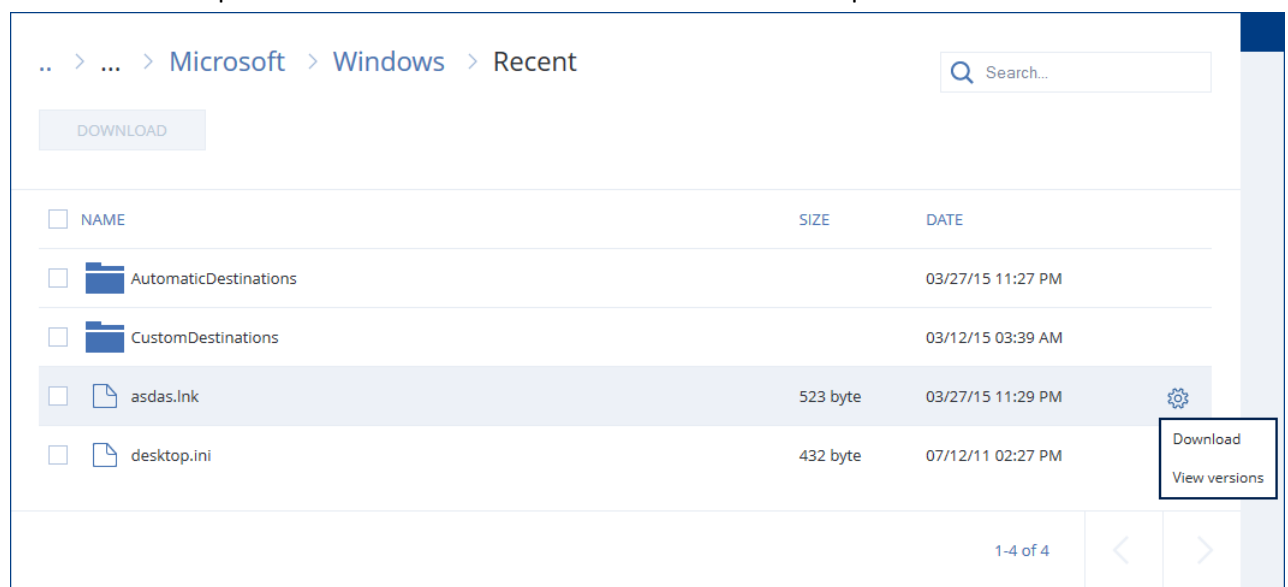 .. > ... > Microsoft > Windows > Recent
Search...
DOWNLOAD
NAME SIZE DATE
AutomaticDestinations 03/27/15 11:27 PM
CustomDestinations 03/12/15 03:39 AM
asdas.lnk 523 byte 03/27/15 11:29 PM
desktop.ini 432 byte 07/12/11 02:27 PM
Download
View versions
1-4 of 4